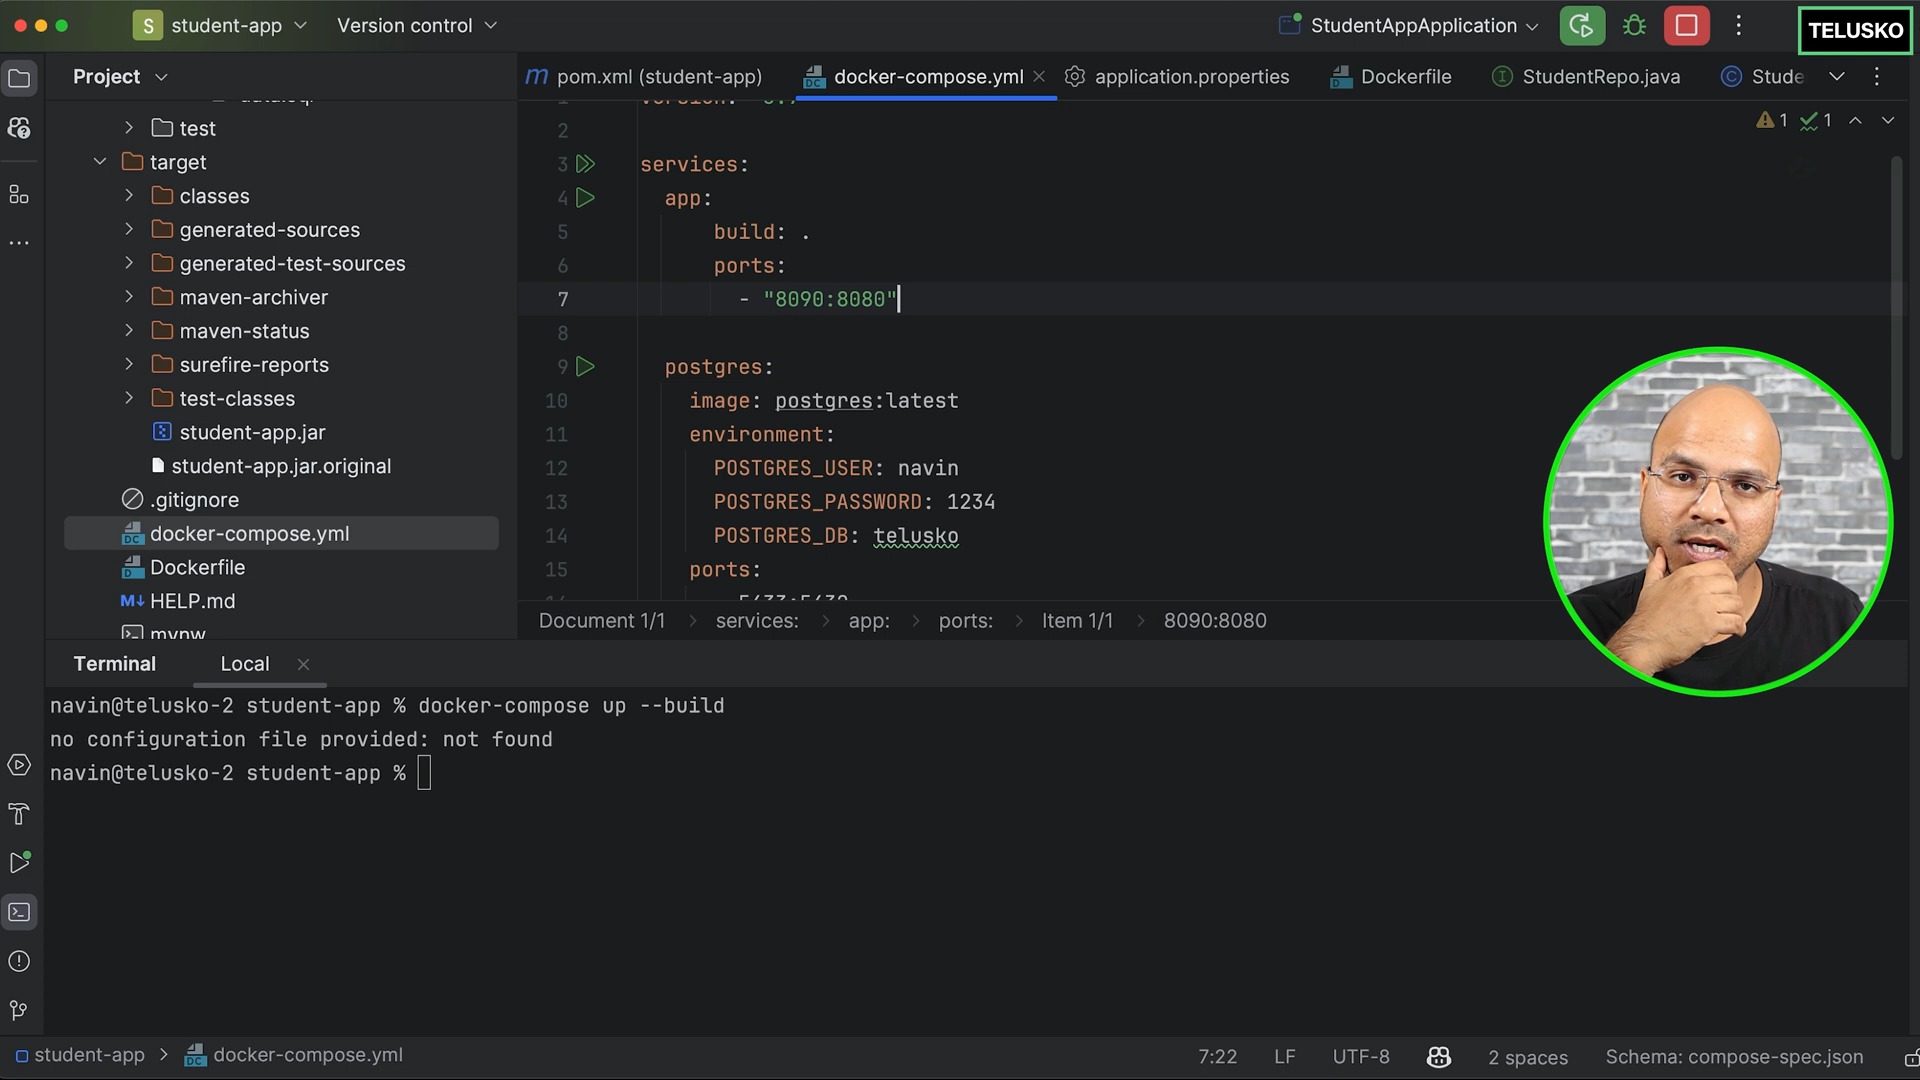 S student-app
Version control
StudentAppApplication
TELUSKO
Project
m pom.xml (student-app)
docker-compose.yml
application.properties
Dockerfile
StudentRepo.java
Stude
test
target
classes
generated-sources
generated-test-sources
maven-archiver
maven-status
surefire-reports
test-classes
student-app.jar
student-app.jar.original
.gitignore
docker-compose.yml
Dockerfile
HELP.md
mvnw
1 1
2
3 services:
4 app:
5 build: .
6 ports:
7 - "8090:8080"
8
9 postgres:
10 image: postgres:latest
11 environment:
12 POSTGRES_USER: navin
13 POSTGRES_PASSWORD: 1234
14 POSTGRES_DB: telusko
15 ports:
Document 1/1 > services: > app: > ports: > Item 1/1 > 8090:8080
Terminal Local
navin@telusko-2 student-app % docker-compose up --build
no configuration file provided: not found
navin@telusko-2 student-app %
student-app > docker-compose.yml
7:22 LF UTF-8 2 spaces Schema: compose-spec.json